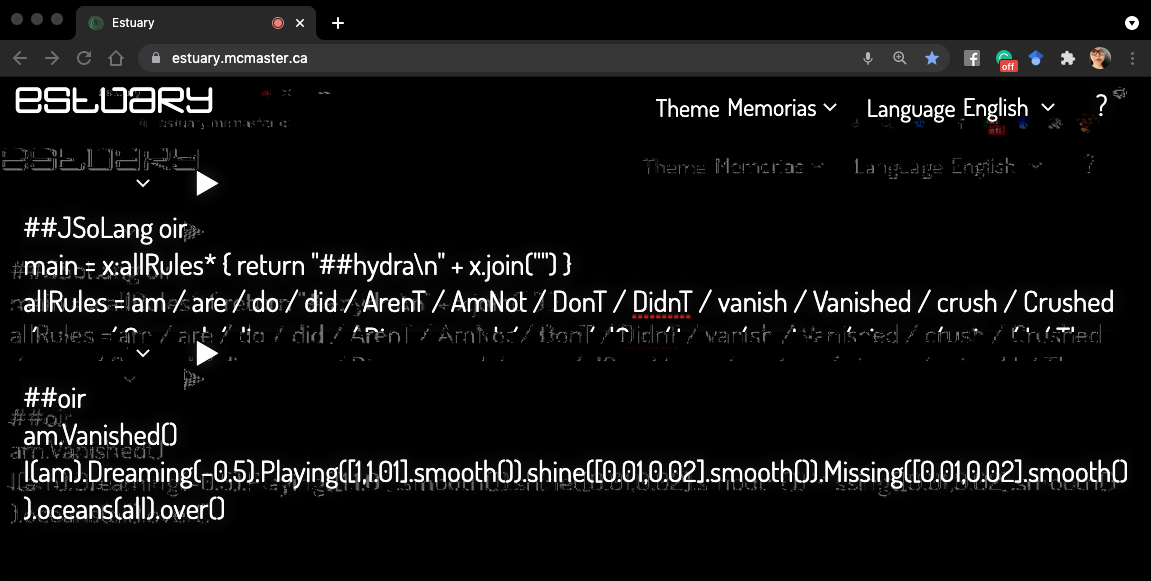 Estuary
estuary.mcmaster.ca
off
ESTUARY
Theme Memorias
Language English
?
##JSoLang oir
main = x:allRules* { return "##hydra\n" + x.join("") }
allRules = am / are / do / did / ArenT / AmNot / DonT / DidnT / vanish / Vanished / crush / Crushed
##oir
am.Vanished()
I(am).Dreaming(-0.5).Playing([1,1.01].smooth()).shine([0.01,0.02].smooth()).Missing([0.01,0.02].smooth()
).oceans(all).over()